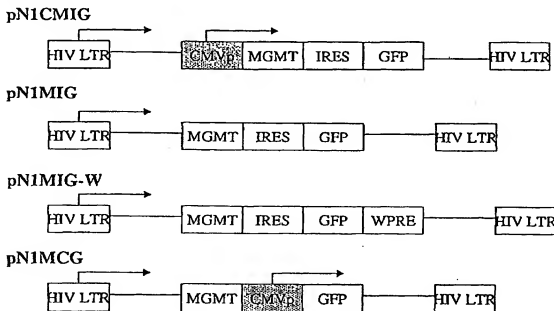 pN1CMIG
HIV LTR CMVp MGMT IRES GFP HIV LTR
pN1MIG
HIV LTR MGMT IRES GFP HIV LTR
pN1MIG-W
HIV LTR MGMT IRES GFP WPRE HIV LTR
pN1MCG
HIV LTR MGMT CMVp GFP HIV LTR